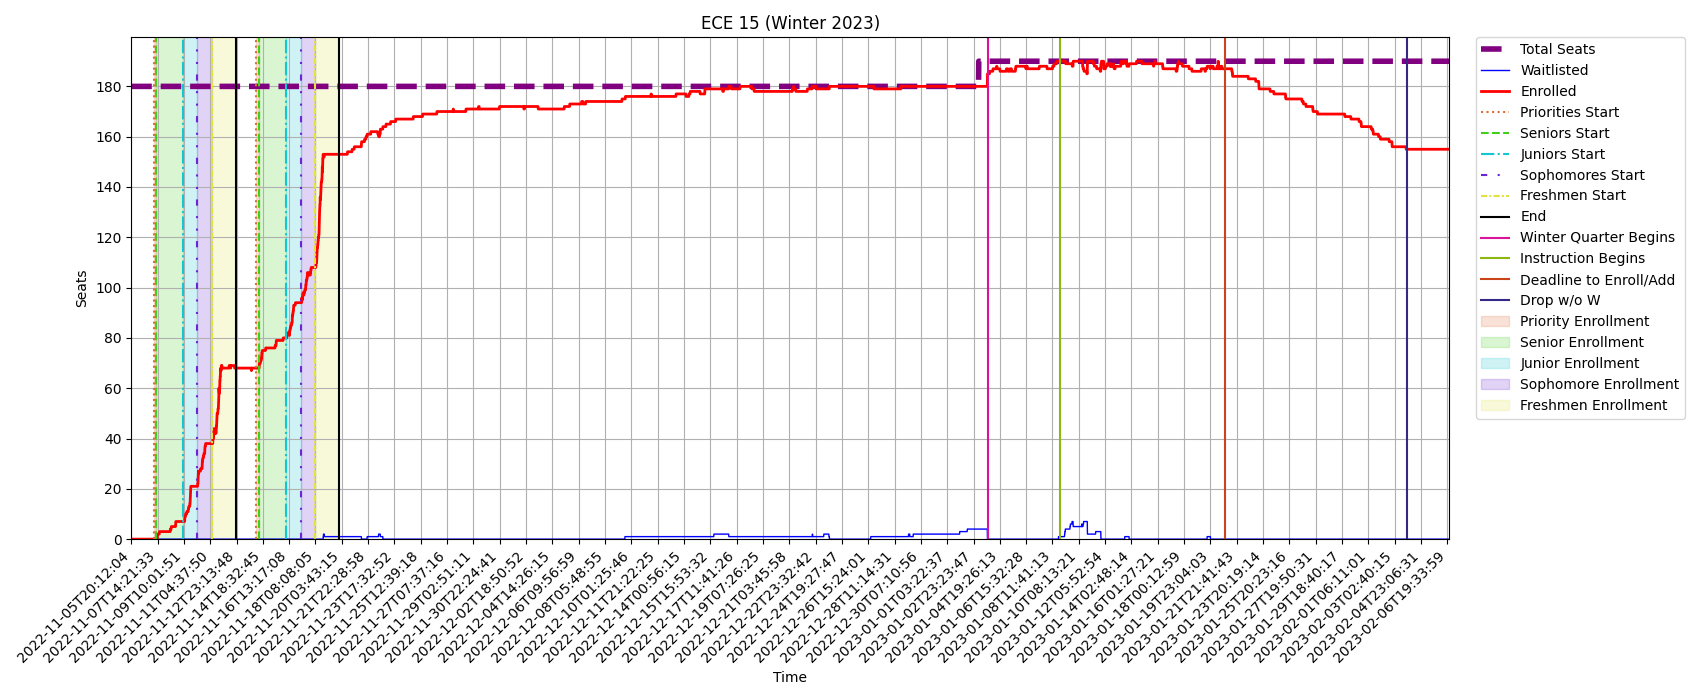 ECE 15 (Winter 2023)
Seats
180
160
140
120
100
80
60
40
20
0
2022-11-05T20:12:04
2022-11-07T14:21:33
2022-11-09T10:01:51
2022-11-11T04:37:50
2022-11-12T23:13:48
2022-11-14T18:32:45
2022-11-16T13:17:08
2022-11-18T08:08:05
2022-11-20T03:43:15
2022-11-21T22:28:58
2022-11-23T17:32:52
2022-11-25T12:39:18
2022-11-27T07:37:16
2022-11-29T02:51:11
2022-11-30T22:24:41
2022-12-02T18:50:52
2022-12-04T14:26:15
2022-12-06T09:56:59
2022-12-08T05:48:55
2022-12-10T01:25:46
2022-12-11T21:22:25
2022-12-14T00:56:15
2022-12-15T15:53:32
2022-12-17T11:41:26
2022-12-19T07:26:25
2022-12-21T03:45:58
2022-12-22T23:32:42
2022-12-24T19:27:47
2022-12-26T15:24:01
2022-12-28T11:14:31
2022-12-30T07:10:56
2023-01-01T03:22:37
2023-01-02T23:23:47
2023-01-04T19:26:13
2023-01-06T15:32:28
2023-01-08T11:41:13
2023-01-10T08:13:21
2023-01-12T05:52:54
2023-01-14T02:48:14
2023-01-16T01:27:21
2023-01-18T00:12:59
2023-01-19T23:04:03
2023-01-21T21:41:43
2023-01-23T20:19:14
2023-01-25T20:23:16
2023-01-27T19:50:31
2023-01-29T18:40:17
2023-02-01T06:11:01
2023-02-03T02:40:15
2023-02-04T23:06:31
2023-02-06T19:33:59
Time
Total Seats
Waitlisted
Enrolled
Priorities Start
Seniors Start
Juniors Start
Sophomores Start
Freshmen Start
End
Winter Quarter Begins
Instruction Begins
Deadline to Enroll/Add
Drop w/o W
Priority Enrollment
Senior Enrollment
Junior Enrollment
Sophomore Enrollment
Freshmen Enrollment